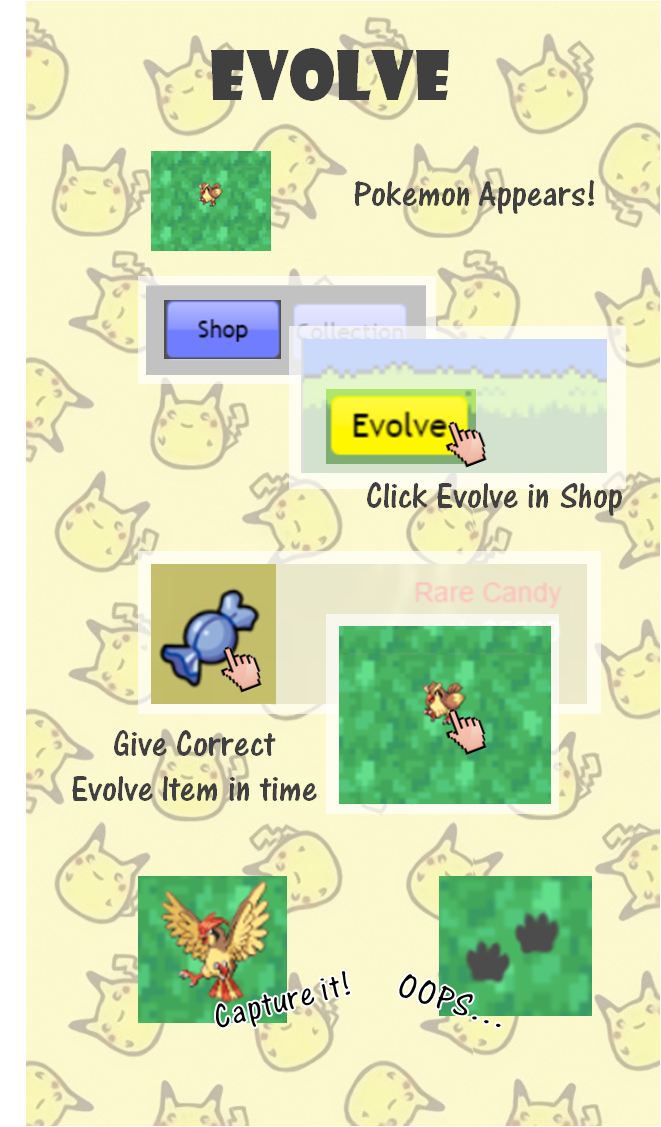 EVOLVE
Pokemon Appears!
Shop
Collection
Evolve
Click Evolve in Shop
Rare Candy
Give Correct
Evolve Item in time
Capture it!
OOPS...